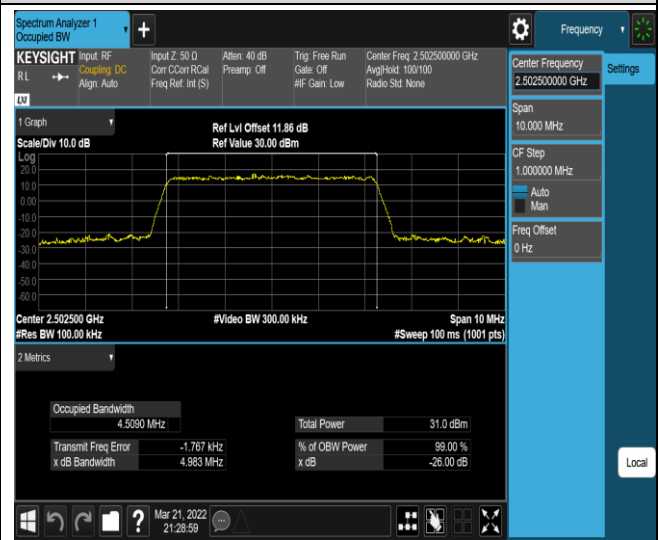 Spectrum Analyzer 1
Occupied BW
+
Frequency
KEYSIGHT
RL
LXI
Input: RF
Coupling: DC
Align: Auto
Input Z: 50 Ω
Corr CCorr RCal
Freq Ref: Int (S)
Atten: 40 dB
Preamp: Off
Trig: Free Run
Gate: Off
#IF Gain: Low
Center Freq: 2.502500000 GHz
Avg|Hold: 100/100
Radio Std: None
Center Frequency
2.502500000 GHz
Settings
Span
10.000 MHz
CF Step
1.000000 MHz
Auto
Man
Freq Offset
0 Hz
1 Graph
Scale/Div 10.0 dB
Ref Lvl Offset 11.86 dB
Ref Value 30.00 dBm
Log
20.0
10.0
0.00
-10.0
-20.0
-30.0
-40.0
-50.0
-60.0
Center 2.502500 GHz
#Video BW 300.00 kHz
Span 10 MHz
#Res BW 100.00 kHz
#Sweep 100 ms (1001 pts)
2 Metrics
Occupied Bandwidth
4.5090 MHz
Total Power 31.0 dBm
Transmit Freq Error -1.767 kHz
% of OBW Power 99.00 %
x dB Bandwidth 4.983 MHz
x dB -26.00 dB
Local
?
Mar 21, 2022
21:28:59